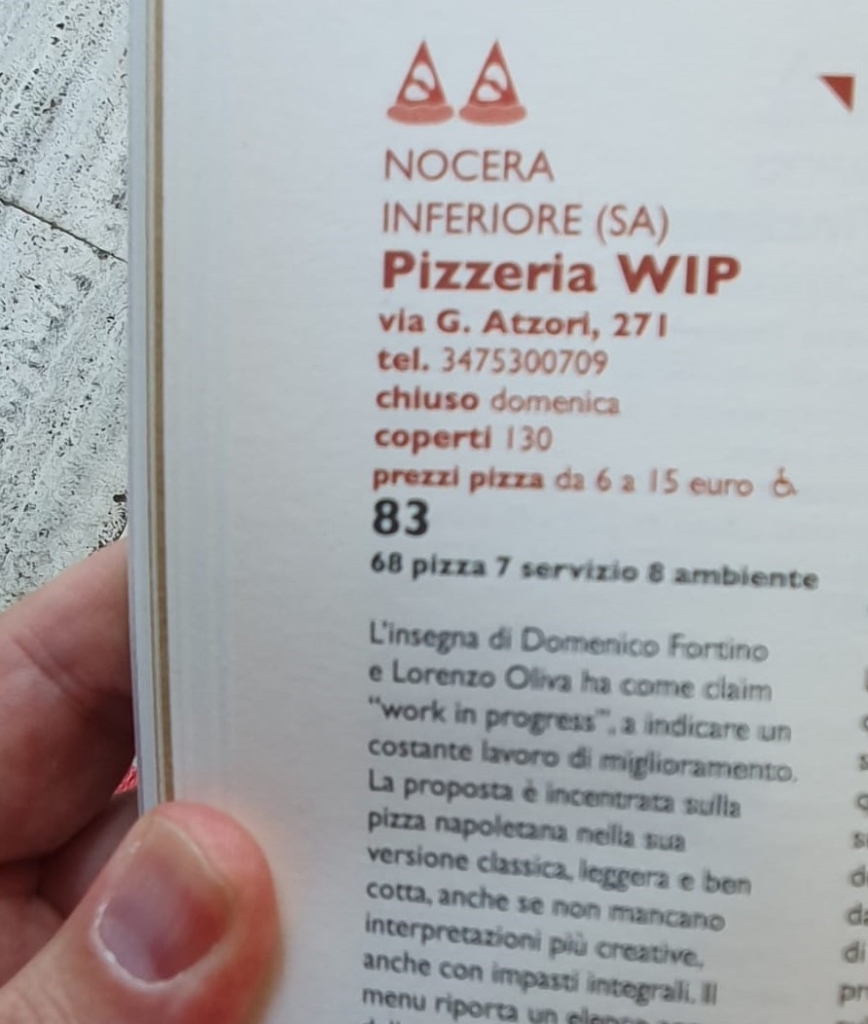 NOCERA
INFERIORE (SA)
Pizzeria WIP
via G. Atzori, 271
tel. 3475300709
chiuso domenica
coperti 130
prezzi pizza da 6 a 15 euro
83
68 pizza 7 servizio 8 ambiente
L'insegna di Domenico Fortino
e Lorenzo Oliva ha come claim
“work in progress”, a indicare un
costante lavoro di miglioramento.
La proposta è incentrata sulla
pizza napoletana nella sua
versione classica, leggera e ben
cotta, anche se non mancano
interpretazioni più creative,
anche con impasti integrali. Il
menu riporta un